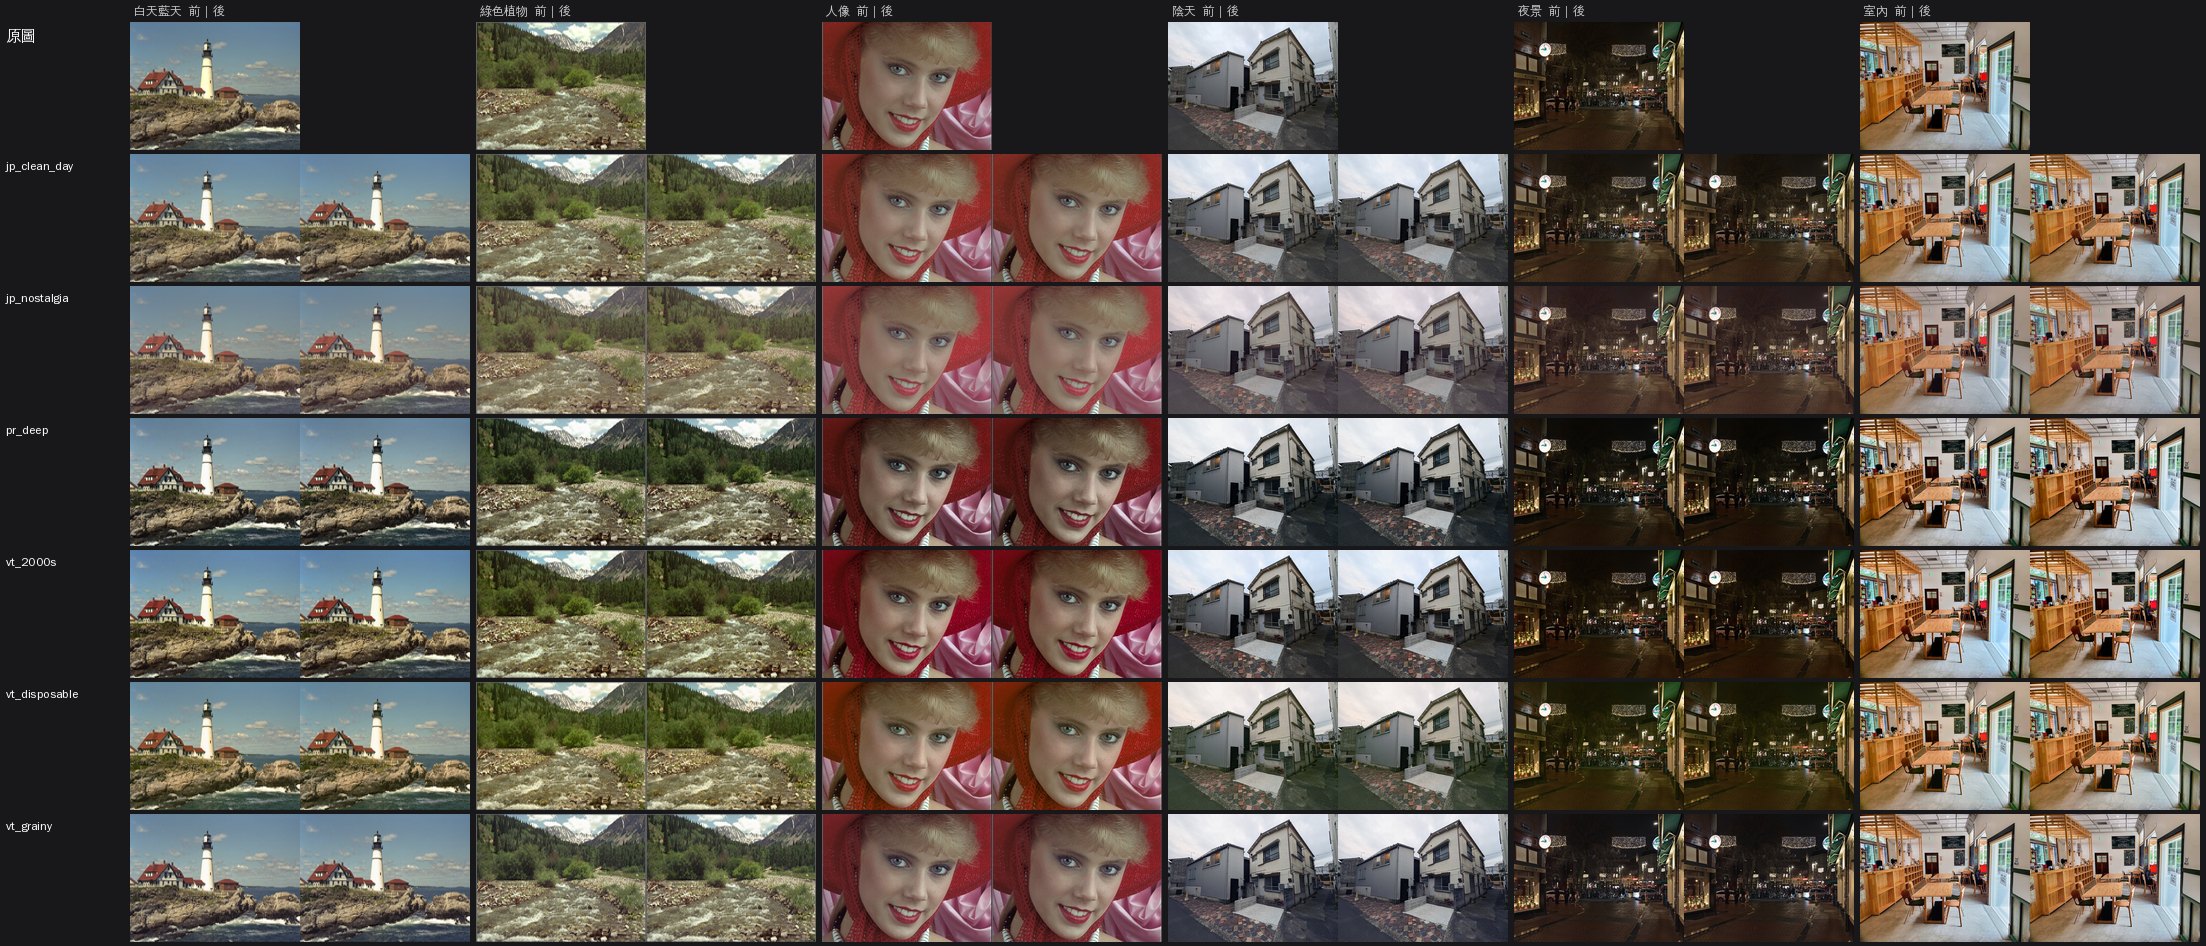 白天藍天 前 | 後
綠色植物 前 | 後
人像 前 | 後
陰天 前 | 後
夜景 前 | 後
室內 前 | 後
原圖
jp_clean_day
jp_nostalgia
pr_deep
vt_2000s
vt_disposable
vt_grainy